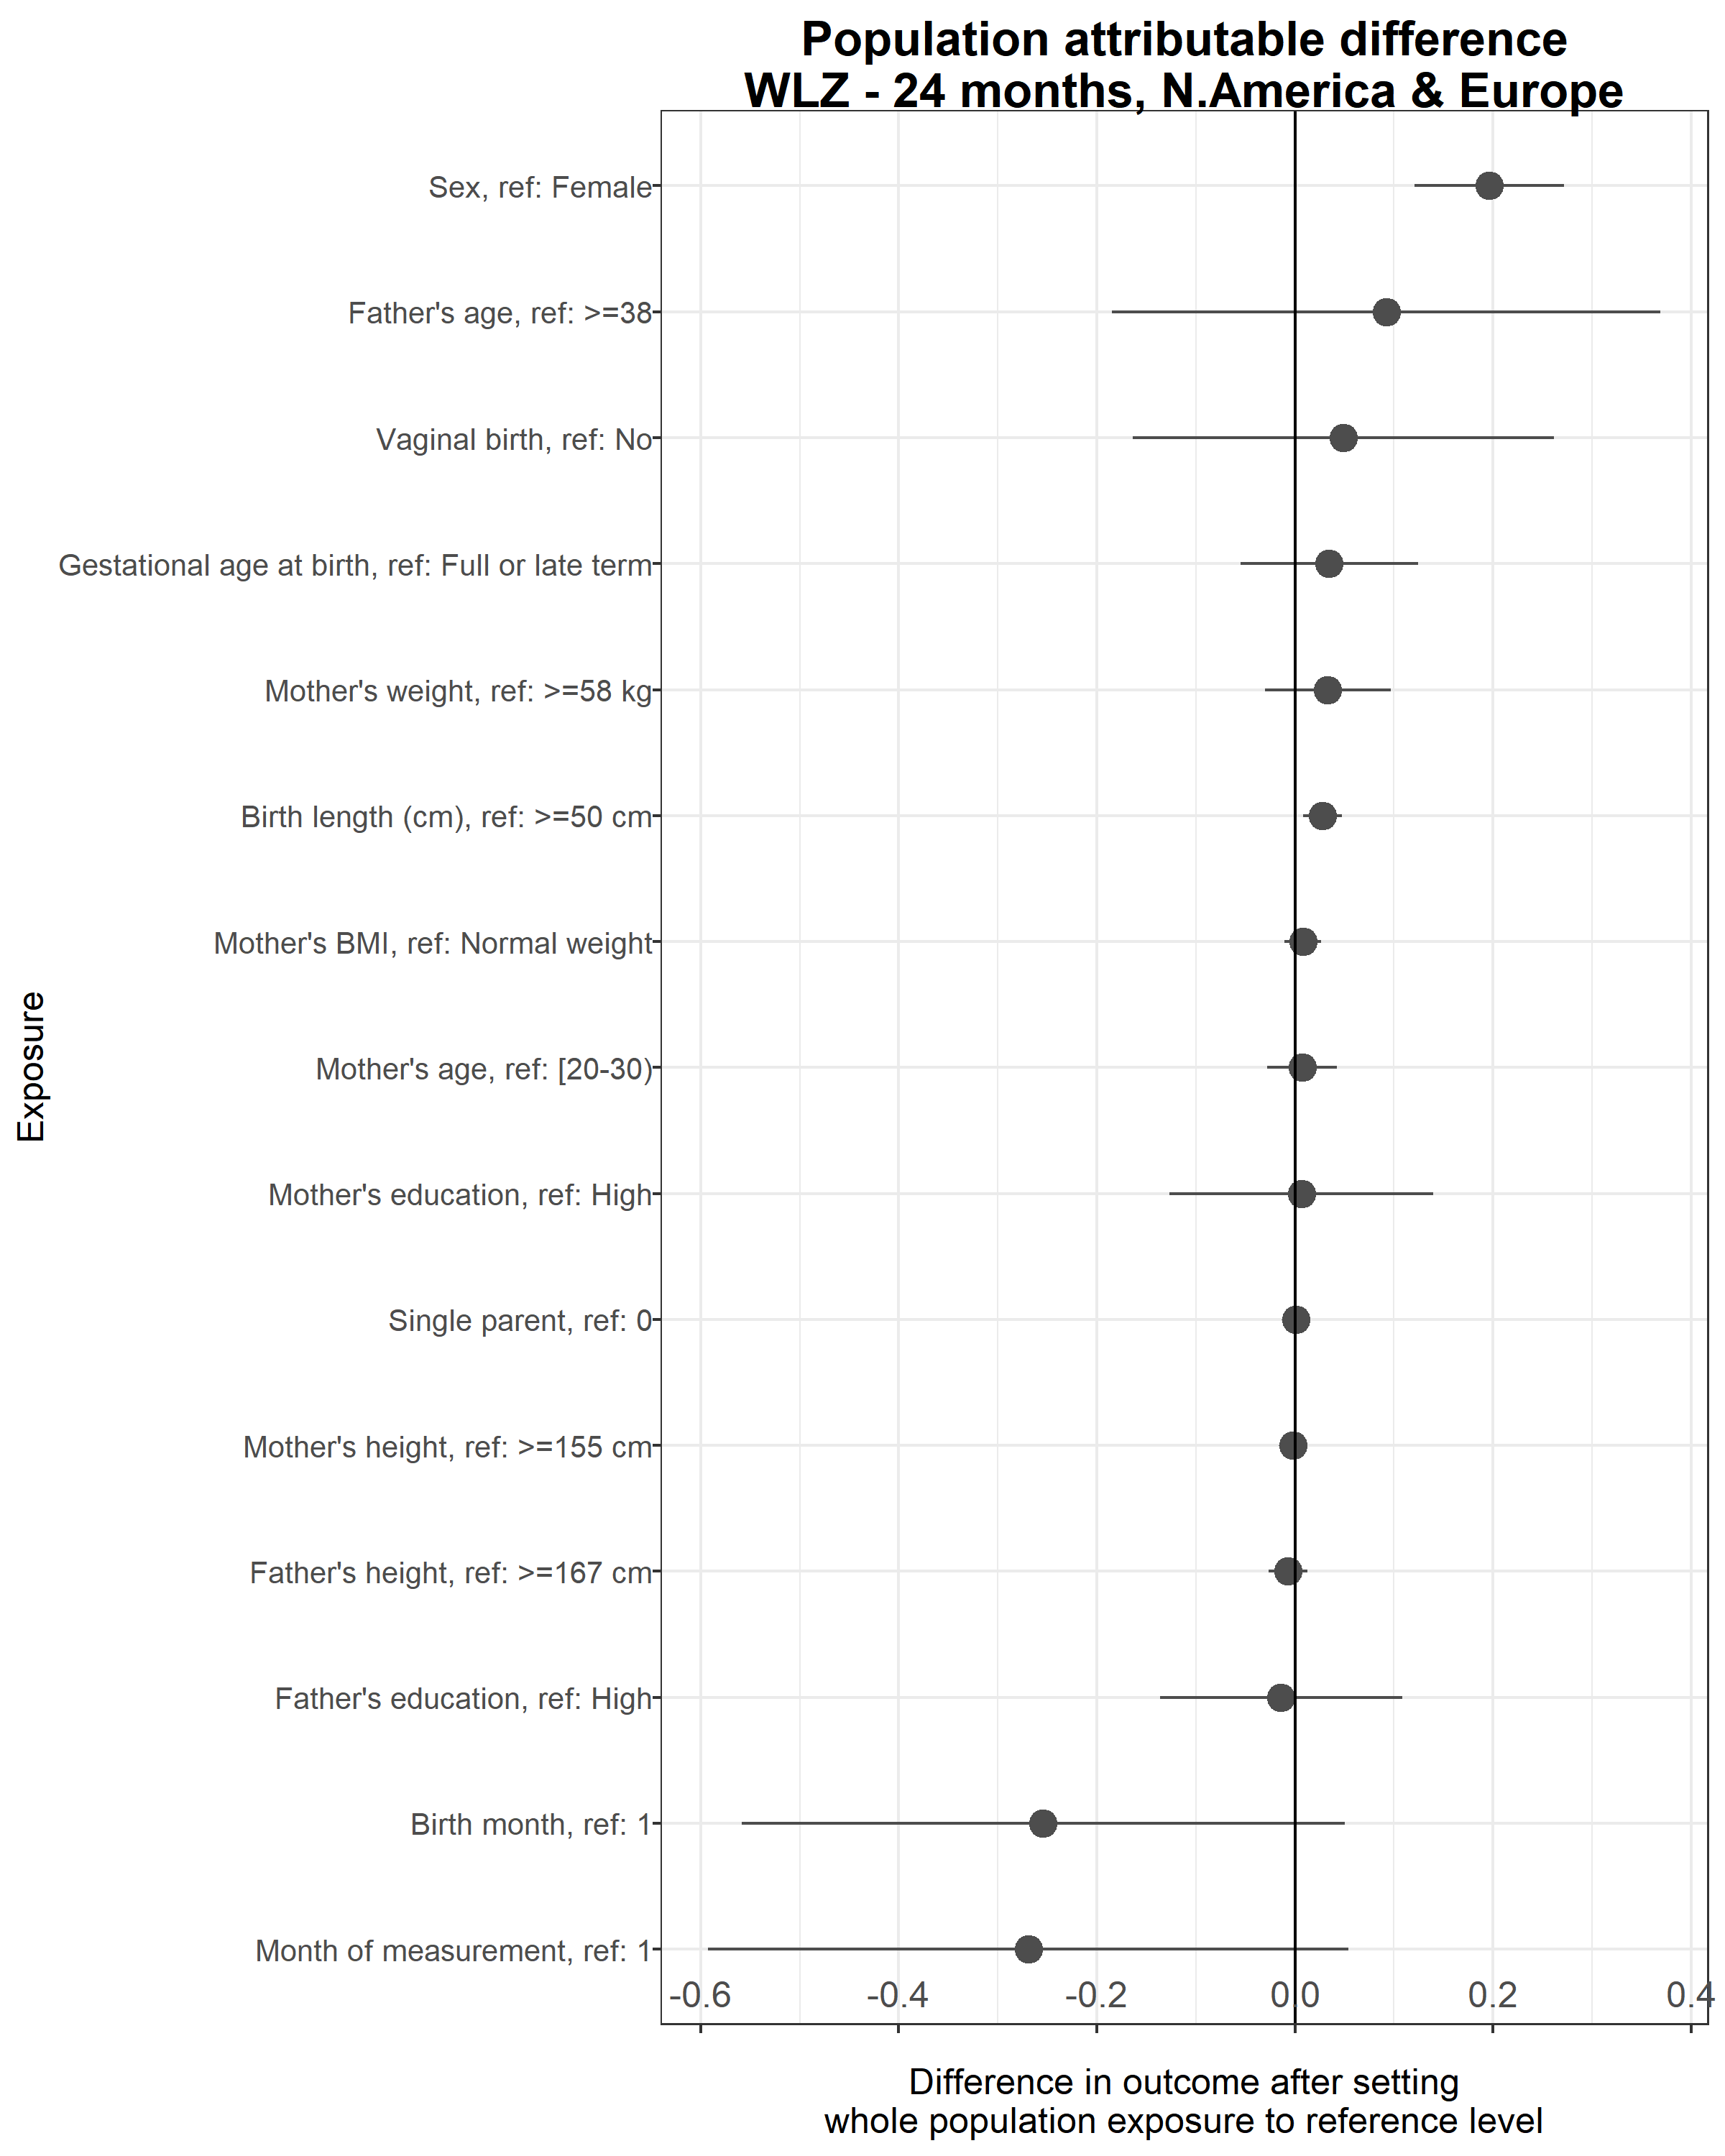 Population attributable difference
WLZ - 24 months, N.America & Europe
Exposure
Sex, ref: Female
Father's age, ref: >=38
Vaginal birth, ref: No
Gestational age at birth, ref: Full or late term
Mother's weight, ref: >=58 kg
Birth length (cm), ref: >=50 cm
Mother's BMI, ref: Normal weight
Mother's age, ref: [20-30)
Mother's education, ref: High
Single parent, ref: 0
Mother's height, ref: >=155 cm
Father's height, ref: >=167 cm
Father's education, ref: High
Birth month, ref: 1
Month of measurement, ref: 1
-0.6 -0.4 -0.2 0.0 0.2 0.4
Difference in outcome after setting
whole population exposure to reference level